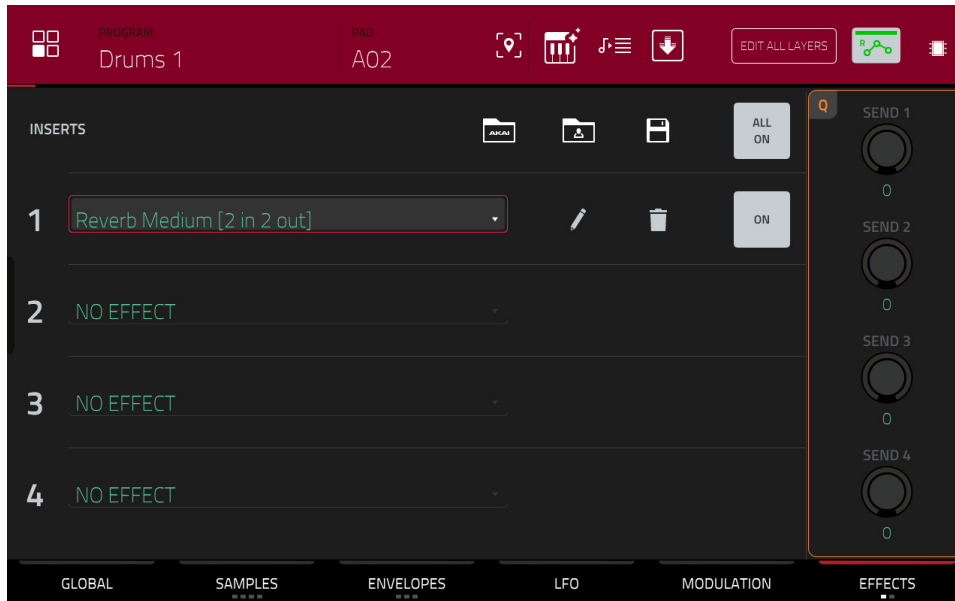 PROGRAM
Drums 1
PAD
A02
EDIT ALL LAYERS
R
INSERTS
AKAI
ALL
ON
Q
SEND 1
0
1
Reverb Medium [2 in 2 out]
ON
SEND 2
0
2
NO EFFECT
SEND 3
0
3
NO EFFECT
SEND 4
0
4
NO EFFECT
GLOBAL
SAMPLES
ENVELOPES
LFO
MODULATION
EFFECTS